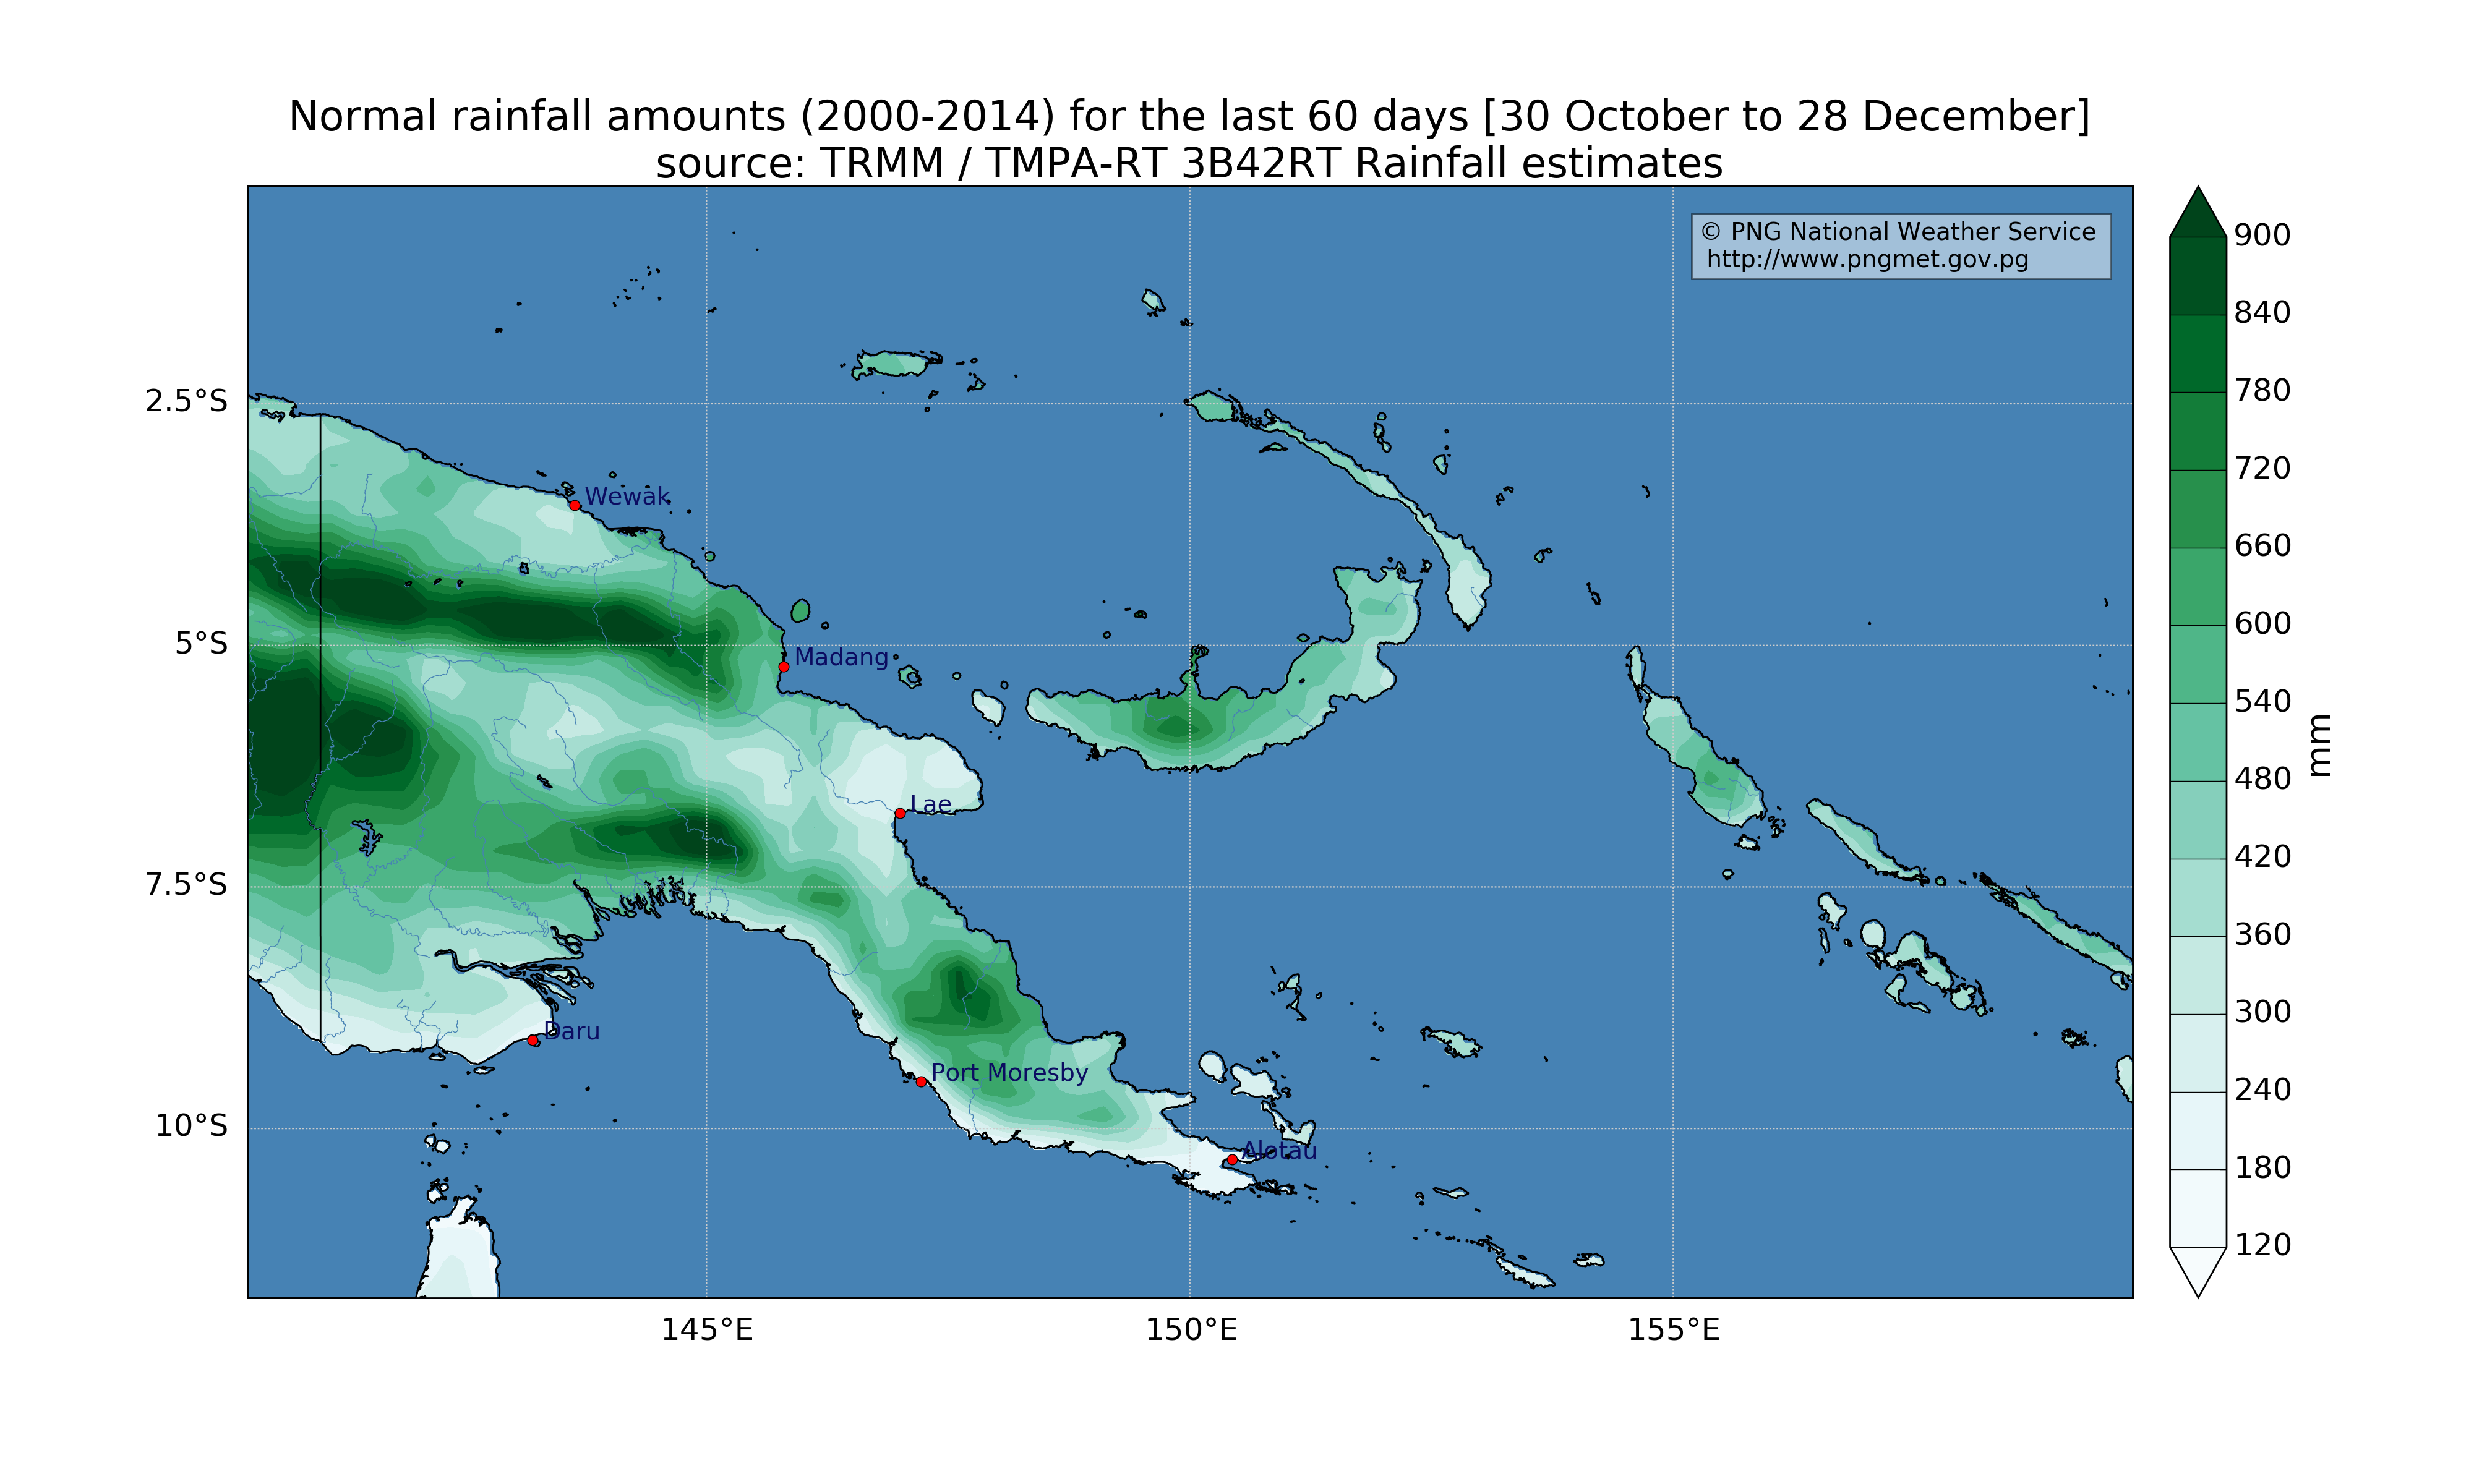 Normal rainfall amounts (2000-2014) for the last 60 days [30 October to 28 December]
source: TRMM / TMPA-RT 3B42RT Rainfall estimates
© PNG National Weather Service
http://www.pngmet.gov.pg
900
840
780
720
660
600
540
480
420
360
300
240
180
120
mm
2.5°S
5°S
7.5°S
10°S
Wewak
Madang
Lae
Daru
Port Moresby
Alotau
145°E
150°E
155°E